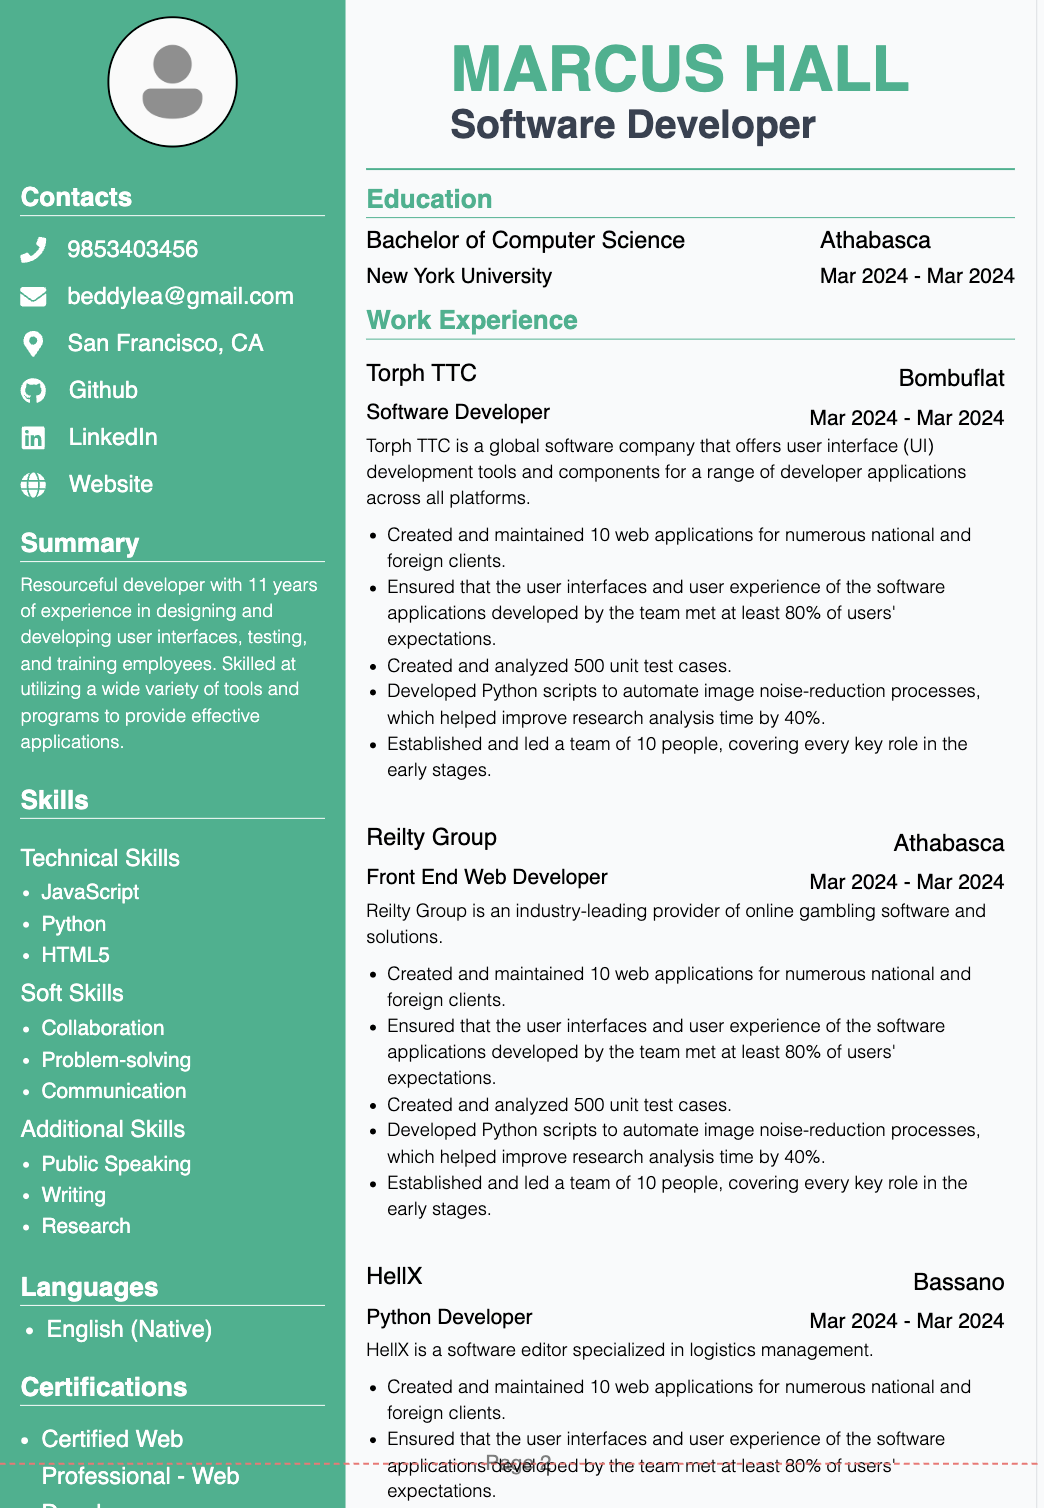 MARCUS HALL
Software Developer
Contacts
9853403456
beddylea@gmail.com
San Francisco, CA
Github
LinkedIn
Website
Summary
Resourceful developer with 11 years
of experience in designing and
developing user interfaces, testing,
and training employees. Skilled at
utilizing a wide variety of tools and
programs to provide effective
applications.
Skills
Technical Skills
• JavaScript
• Python
• HTML5
Soft Skills
• Collaboration
• Problem-solving
• Communication
Additional Skills
• Public Speaking
• Writing
• Research
Languages
• English (Native)
Certifications
• Certified Web
Professional - Web
Education
Bachelor of Computer Science Athabasca
New York University Mar 2024 - Mar 2024
Work Experience
Torph TTC Bombuflat
Software Developer Mar 2024 - Mar 2024
Torph TTC is a global software company that offers user interface (UI)
development tools and components for a range of developer applications
across all platforms.
• Created and maintained 10 web applications for numerous national and
foreign clients.
• Ensured that the user interfaces and user experience of the software
applications developed by the team met at least 80% of users'
expectations.
• Created and analyzed 500 unit test cases.
• Developed Python scripts to automate image noise-reduction processes,
which helped improve research analysis time by 40%.
• Established and led a team of 10 people, covering every key role in the
early stages.
Reilty Group Athabasca
Front End Web Developer Mar 2024 - Mar 2024
Reilty Group is an industry-leading provider of online gambling software and
solutions.
• Created and maintained 10 web applications for numerous national and
foreign clients.
• Ensured that the user interfaces and user experience of the software
applications developed by the team met at least 80% of users'
expectations.
• Created and analyzed 500 unit test cases.
• Developed Python scripts to automate image noise-reduction processes,
which helped improve research analysis time by 40%.
• Established and led a team of 10 people, covering every key role in the
early stages.
HellX Bassano
Python Developer Mar 2024 - Mar 2024
HellX is a software editor specialized in logistics management.
• Created and maintained 10 web applications for numerous national and
foreign clients.
• Ensured that the user interfaces and user experience of the software
Page 2
applications developed by the team met at least 80% of users'
expectations.